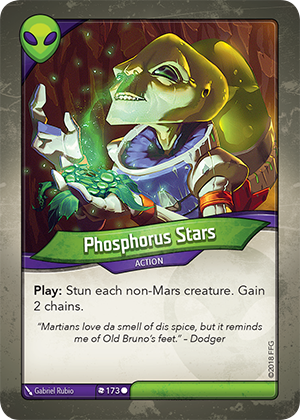 Phosphorus Stars
ACTION
Play: Stun each non-Mars creature. Gain
2 chains.
"Martians love da smell of dis spice, but it reminds
me of Old Bruno's feet." – Dodger
©2018 FFG
Gabriel Rubio
173